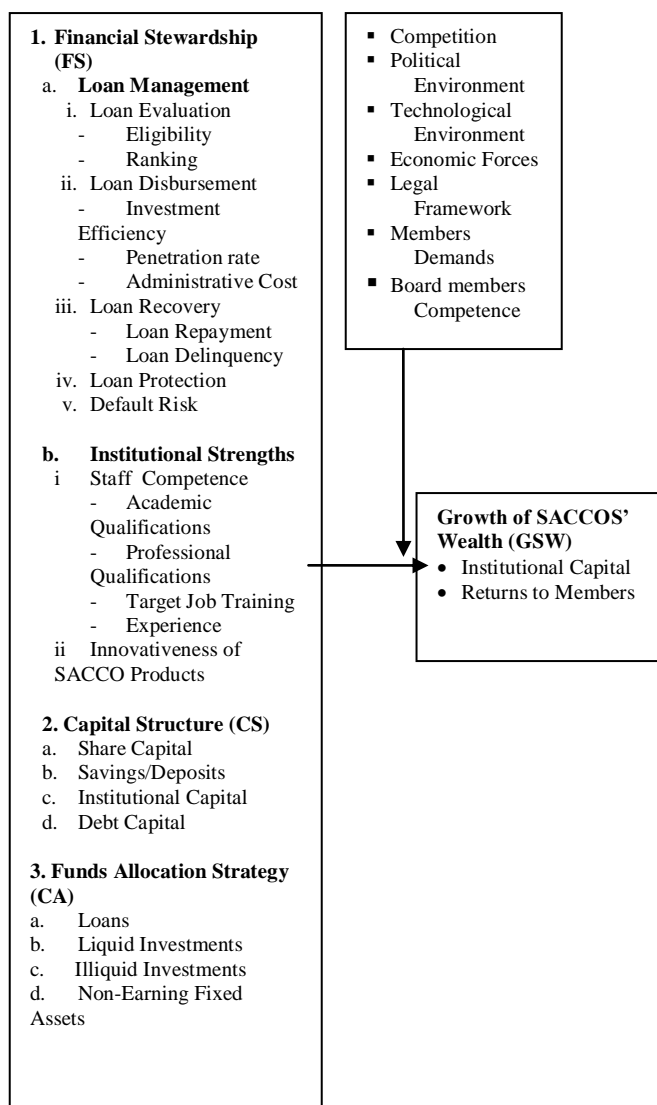 1. Financial Stewardship
(FS)
a. Loan Management
i. Loan Evaluation
- Eligibility
- Ranking
ii. Loan Disbursement
- Investment
Efficiency
- Penetration rate
- Administrative Cost
iii. Loan Recovery
- Loan Repayment
- Loan Delinquency
iv. Loan Protection
v. Default Risk
b. Institutional Strengths
i Staff Competence
- Academic
Qualifications
- Professional
Qualifications
- Target Job Training
- Experience
ii Innovativeness of
SACCO Products
2. Capital Structure (CS)
a. Share Capital
b. Savings/Deposits
c. Institutional Capital
d. Debt Capital
3. Funds Allocation Strategy
(CA)
a. Loans
b. Liquid Investments
c. Illiquid Investments
d. Non-Earning Fixed
Assets
▪ Competition
▪ Political
Environment
▪ Technological
Environment
▪ Economic Forces
▪ Legal
Framework
▪ Members
Demands
▪ Board members
Competence
Growth of SACCOS'
Wealth (GSW)
• Institutional Capital
• Returns to Members